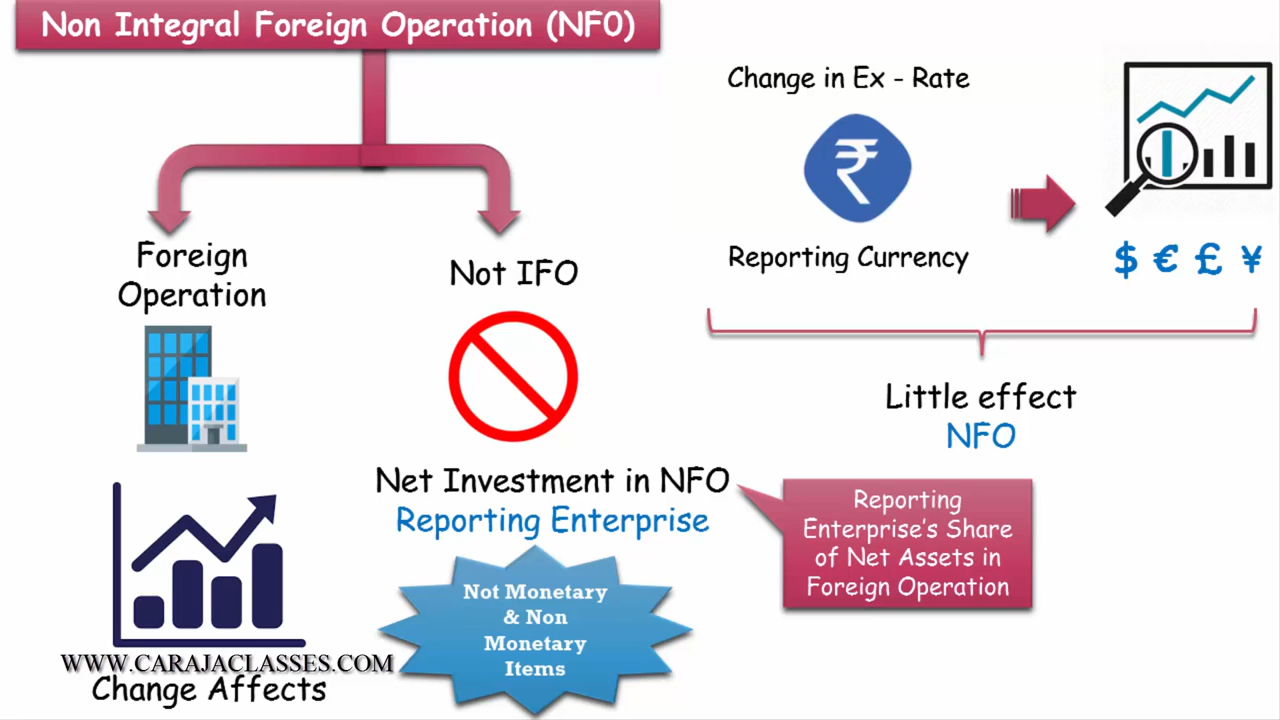 Non Integral Foreign Operation (NF0)
Foreign
Operation
Not IFO
Change in Ex - Rate
₹
Reporting Currency
$ € £ ¥
Little effect
NFO
Net Investment in NFO
Reporting Enterprise
Reporting
Enterprise's Share
of Net Assets in
Foreign Operation
Not Monetary
& Non
Monetary
Items
WWW.CARAJACLASSES.COM
Change Affects